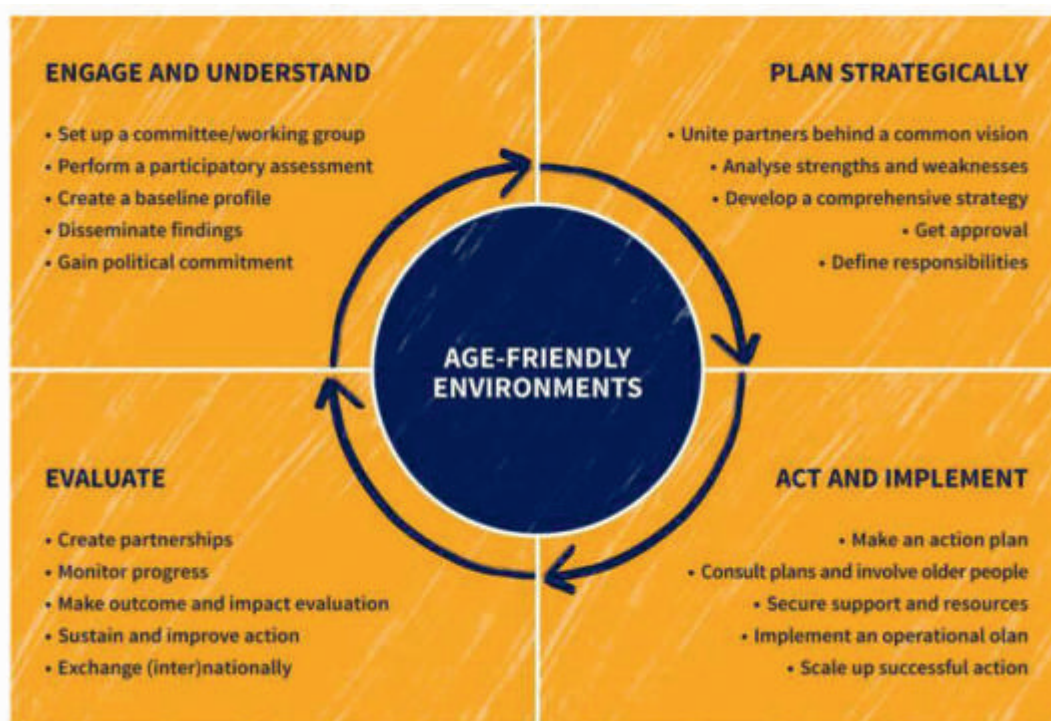 ENGAGE AND UNDERSTAND
• Set up a committee/working group
• Perform a participatory assessment
• Create a baseline profile
• Disseminate findings
• Gain political commitment
PLAN STRATEGICALLY
• Unite partners behind a common vision
• Analyse strengths and weaknesses
• Develop a comprehensive strategy
• Get approval
• Define responsibilities
AGE-FRIENDLY
ENVIRONMENTS
EVALUATE
• Create partnerships
• Monitor progress
• Make outcome and impact evaluation
• Sustain and improve action
• Exchange (inter)nationally
ACT AND IMPLEMENT
• Make an action plan
• Consult plans and involve older people
• Secure support and resources
• Implement an operational olan
• Scale up successful action